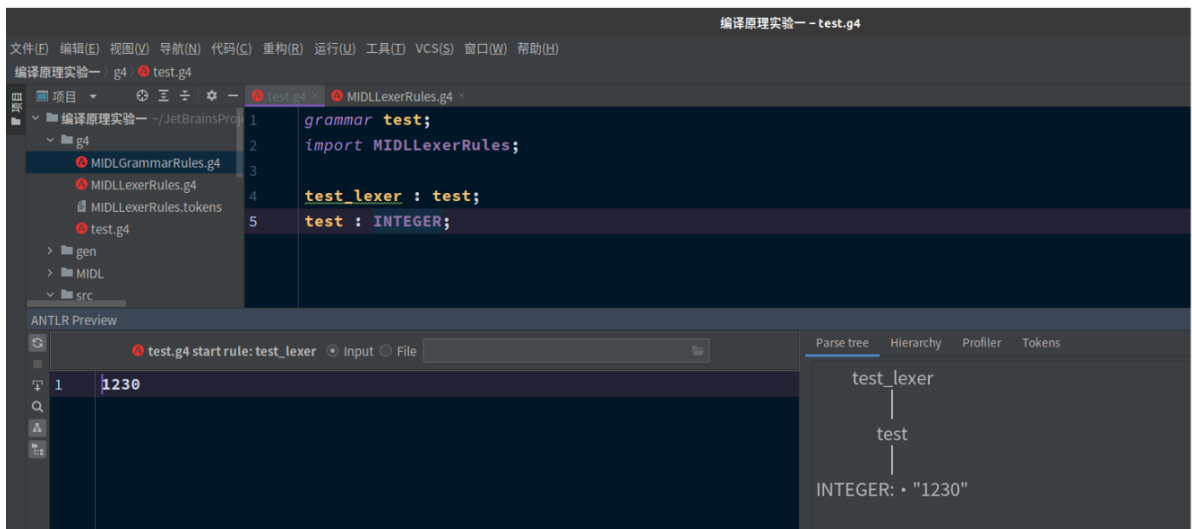 编译原理实验一 – test.g4
文件(F) 编辑(E) 视图(V) 导航(N) 代码(C) 重构(R) 运行(U) 工具(T) VCS(S) 窗口(W) 帮助(H)
编译原理实验一 〉 g4 〉 test.g4
项目
项目
test.g4 ×
MIDLLexerRules.g4 ×
编译原理实验一 ~/JetBrainsProj
g4
MIDLGrammarRules.g4
MIDLLexerRules.g4
MIDLLexerRules.tokens
test.g4
gen
MIDL
src
1 grammar test;
2 import MIDLLexerRules;
3
4 test_lexer : test;
5 test : INTEGER;
ANTLR Preview
test.g4 start rule: test_lexer Input File
1 1230
Parse tree Hierarchy Profiler Tokens
test_lexer
test
INTEGER: · "1230"